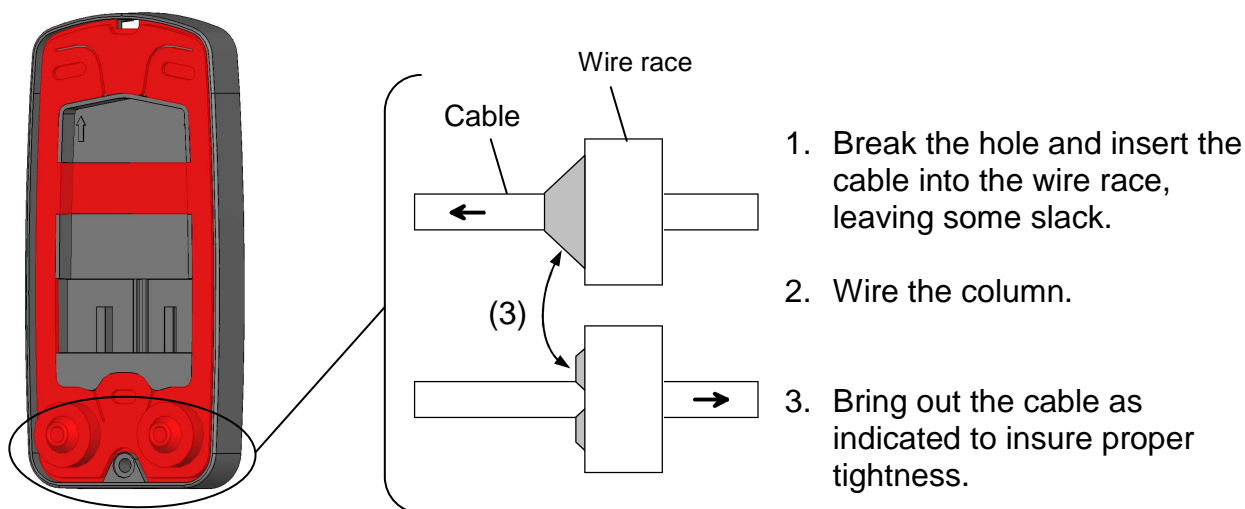 Wire race
Cable
(3)
1. Break the hole and insert the
cable into the wire race,
leaving some slack.
2. Wire the column.
3. Bring out the cable as
indicated to insure proper
tightness.